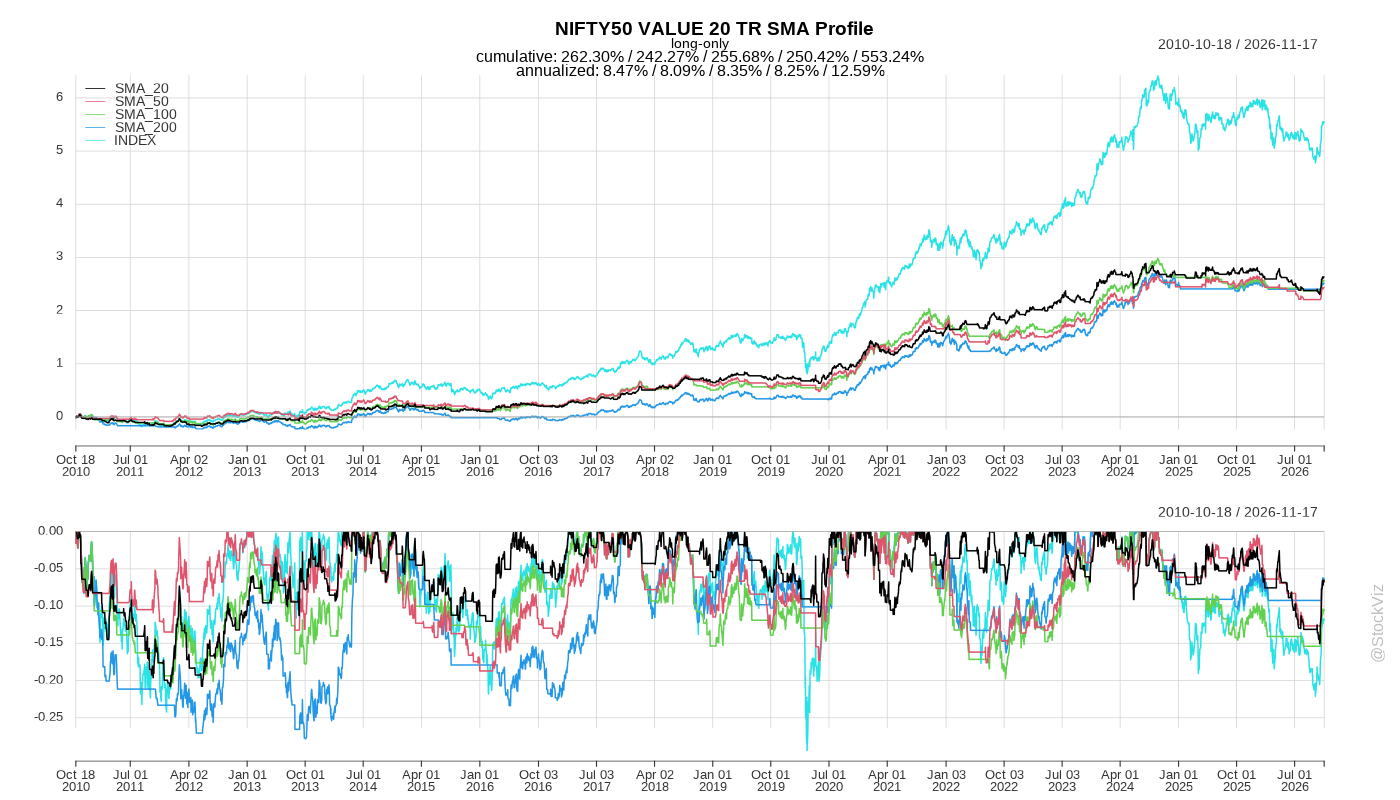 NIFTY50 VALUE 20 TR SMA Profile
long-only
2010-10-18 / 2026-11-17
cumulative: 262.30% / 242.27% / 255.68% / 250.42% / 553.24%
annualized: 8.47% / 8.09% / 8.35% / 8.25% / 12.59%
SMA_20
SMA_50
SMA_100
SMA_200
INDEX
6
5
4
3
2
1
0
Oct 18 Jul 01 Apr 02 Jan 01 Oct 01 Jul 01 Apr 01 Jan 01 Oct 03 Jul 03 Apr 02 Jan 01 Oct 01 Jul 01 Apr 01 Jan 03 Oct 03 Jul 03 Apr 01 Jan 01 Oct 01 Jul 01
2010 2011 2012 2013 2013 2014 2015 2016 2016 2017 2018 2019 2019 2020 2021 2022 2022 2023 2024 2025 2025 2026
2010-10-18 / 2026-11-17
0.00
-0.05
-0.10
-0.15
-0.20
-0.25
Oct 18 Jul 01 Apr 02 Jan 01 Oct 01 Jul 01 Apr 01 Jan 01 Oct 03 Jul 03 Apr 02 Jan 01 Oct 01 Jul 01 Apr 01 Jan 03 Oct 03 Jul 03 Apr 01 Jan 01 Oct 01 Jul 01
2010 2011 2012 2013 2013 2014 2015 2016 2016 2017 2018 2019 2019 2020 2021 2022 2022 2023 2024 2025 2025 2026
@StockViz